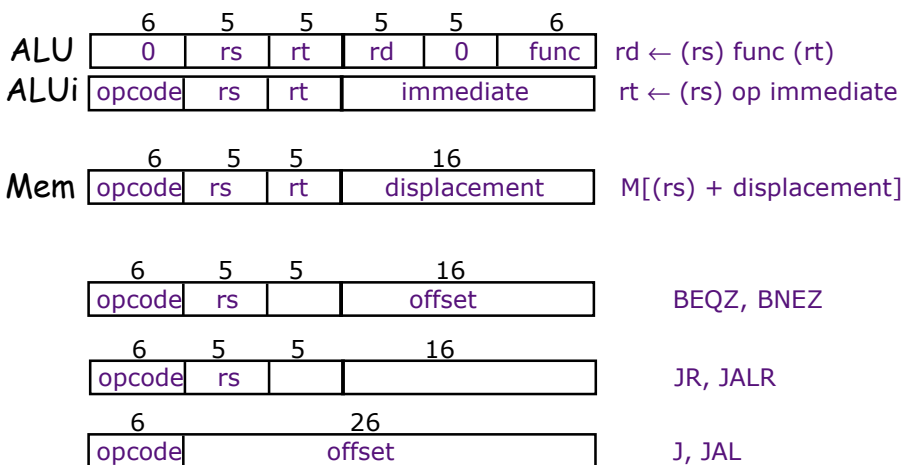 6 5 5 5 5 6
ALU 0 rs rt rd 0 func rd ← (rs) func (rt)
ALUi opcode rs rt immediate rt ← (rs) op immediate
6 5 5 16
Mem opcode rs rt displacement M[(rs) + displacement]
6 5 5 16
opcode rs offset BEQZ, BNEZ
6 5 5 16
opcode rs JR, JALR
6 26
opcode offset J, JAL